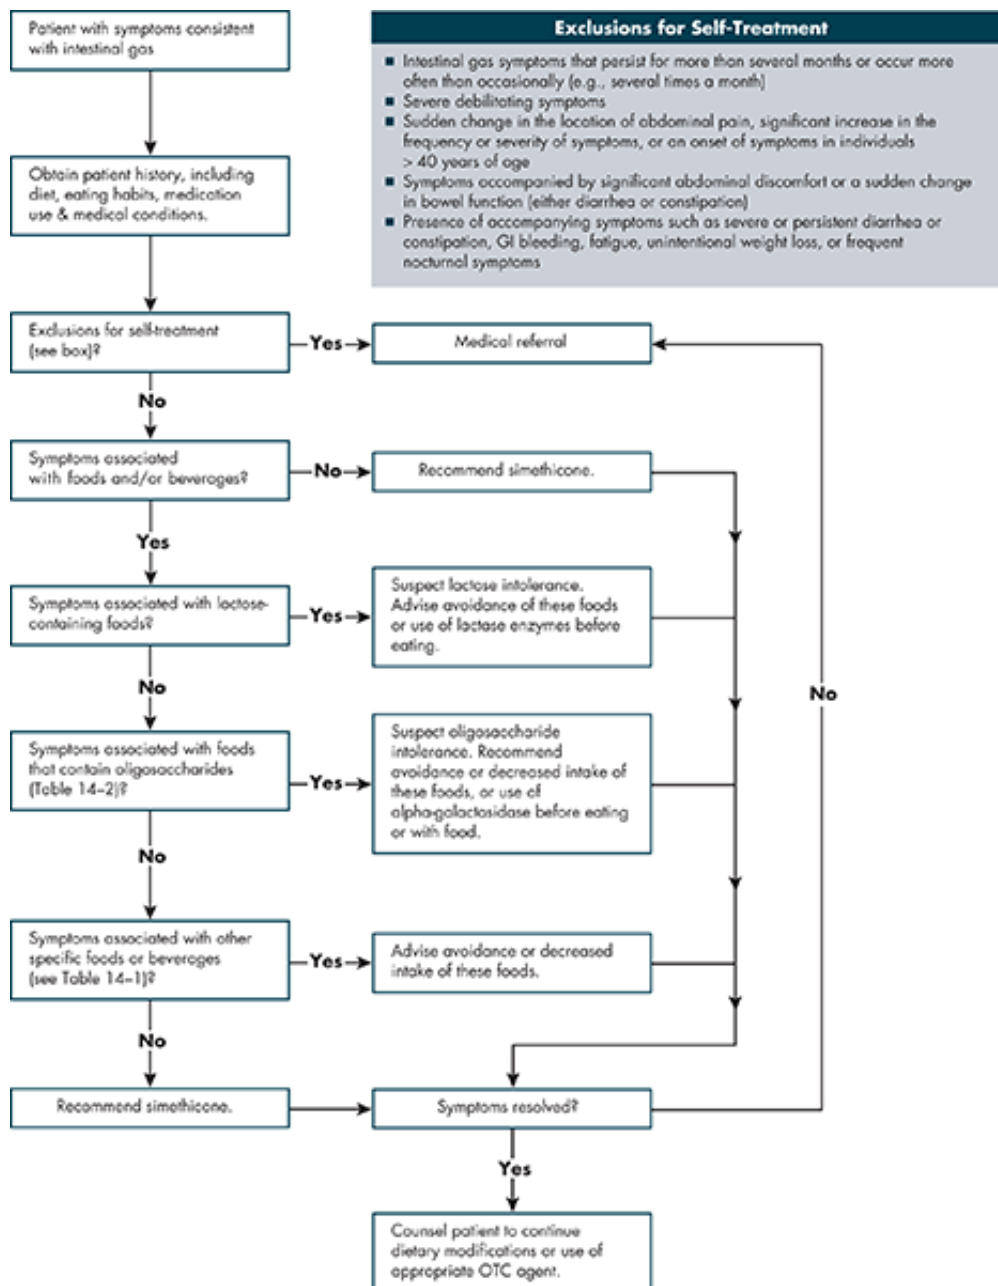 Patient with symptoms consistent
with intestinal gas
Exclusions for Self-Treatment
■ Intestinal gas symptoms that persist for more than several months or occur more
often than occasionally (e.g., several times a month)
■ Severe debilitating symptoms
■ Sudden change in the location of abdominal pain, significant increase in the
frequency or severity of symptoms, or an onset of symptoms in individuals
> 40 years of age
■ Symptoms accompanied by significant abdominal discomfort or a sudden change
in bowel function (either diarrhea or constipation)
■ Presence of accompanying symptoms such as severe or persistent diarrhea or
constipation, GI bleeding, fatigue, unintentional weight loss, or frequent
nocturnal symptoms
Obtain patient history, including
diet, eating habits, medication
use & medical conditions.
Exclusions for self-treatment
(see box)?
Yes
Medical referral
No
Symptoms associated
with foods and/or beverages?
No
Recommend simethicone.
Yes
Symptoms associated with lactose-
containing foods?
Yes
Suspect lactose intolerance.
Advise avoidance of these foods
or use of lactase enzymes before
eating.
No
No
Symptoms associated with foods
that contain oligosaccharides
(Table 14–2)?
Yes
Suspect oligosaccharide
intolerance. Recommend
avoidance or decreased intake of
these foods, or use of
alpha-galactosidase before eating
or with food.
No
Symptoms associated with other
specific foods or beverages
(see Table 14–1)?
Yes
Advise avoidance or decreased
intake of these foods.
No
Recommend simethicone.
Symptoms resolved?
Yes
Counsel patient to continue
dietary modifications or use of
appropriate OTC agent.